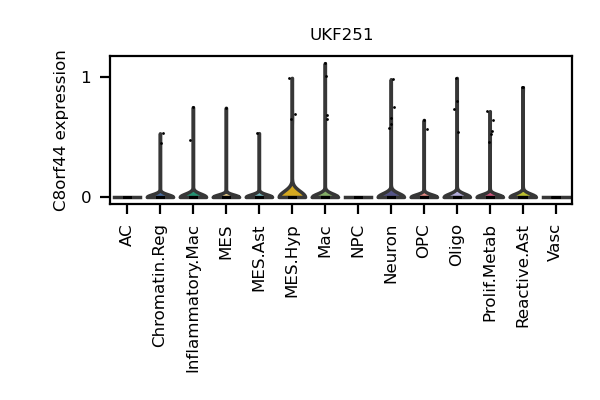 UKF251
C8orf44 expression
1
0
AC
Chromatin.Reg
Inflammatory.Mac
MES
MES.Ast
MES.Hyp
Mac
NPC
Neuron
OPC
Oligo
Prolif.Metab
Reactive.Ast
Vasc